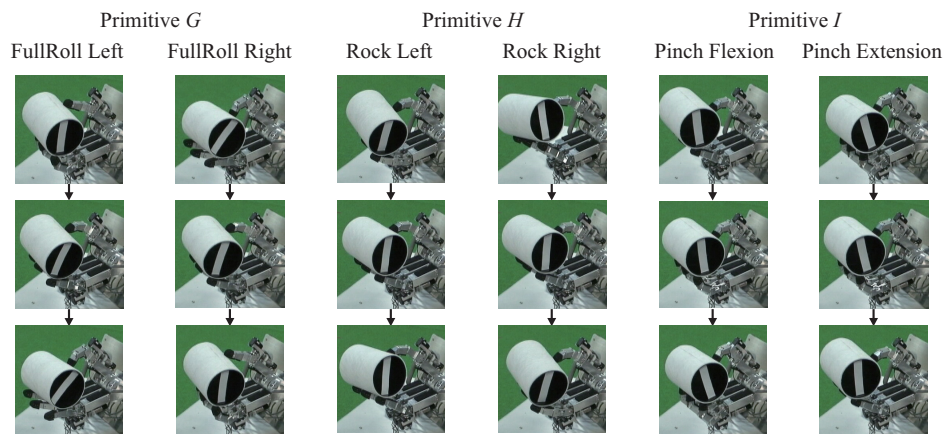 Primitive G Primitive H Primitive I
FullRoll Left FullRoll Right Rock Left Rock Right Pinch Flexion Pinch Extension